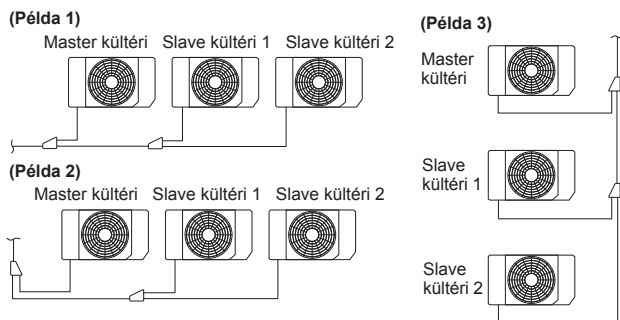 (Példa 1)
Master kültéri Slave kültéri 1 Slave kültéri 2
(Példa 2)
Master kültéri Slave kültéri 1 Slave kültéri 2
(Példa 3)
Master
kültéri
Slave
kültéri 1
Slave
kültéri 2